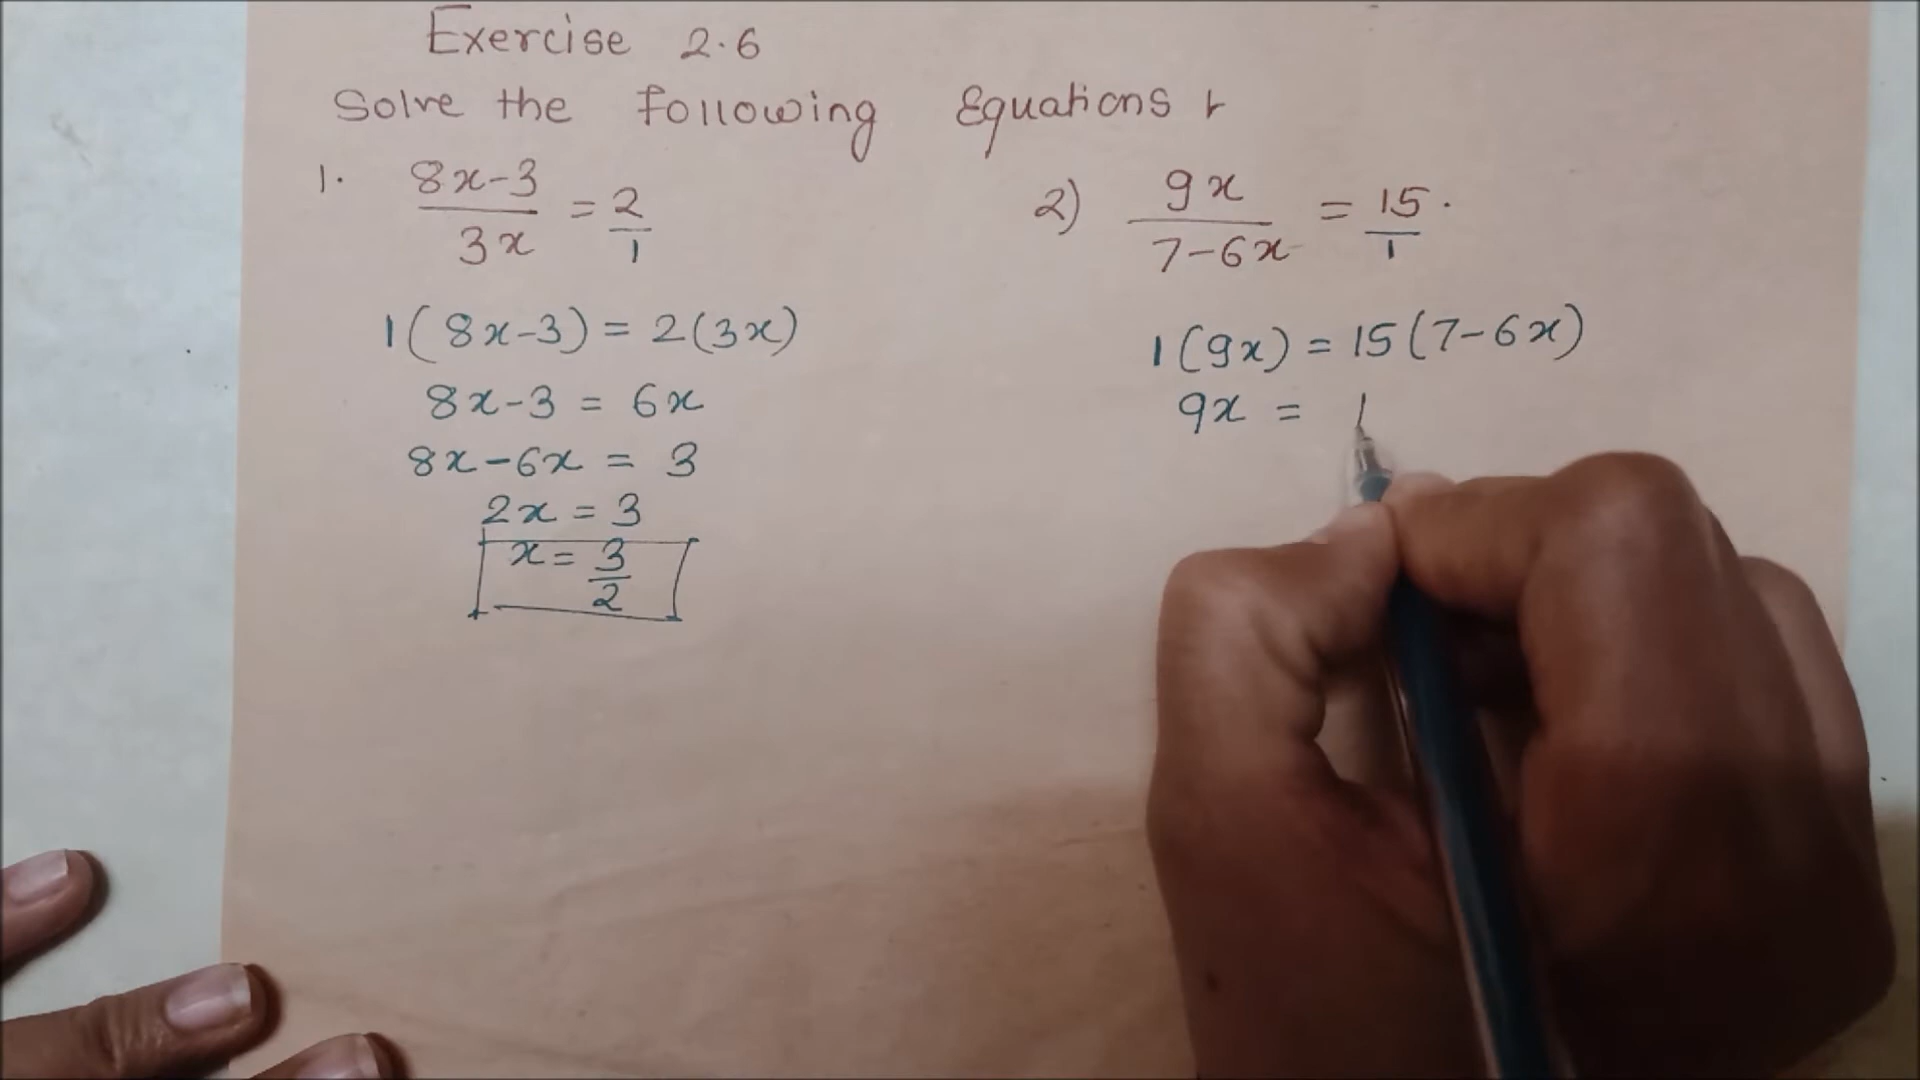 Exercise 2.6
Solve the Following Equations
1. 8x-3/3x = 2/1
1(8x-3) = 2(3x)
8x-3 = 6x
8x-6x = 3
2x = 3
x = 3/2
2) 9x/7-6x = 15/1.
1(9x) = 15(7-6x)
9x = 1